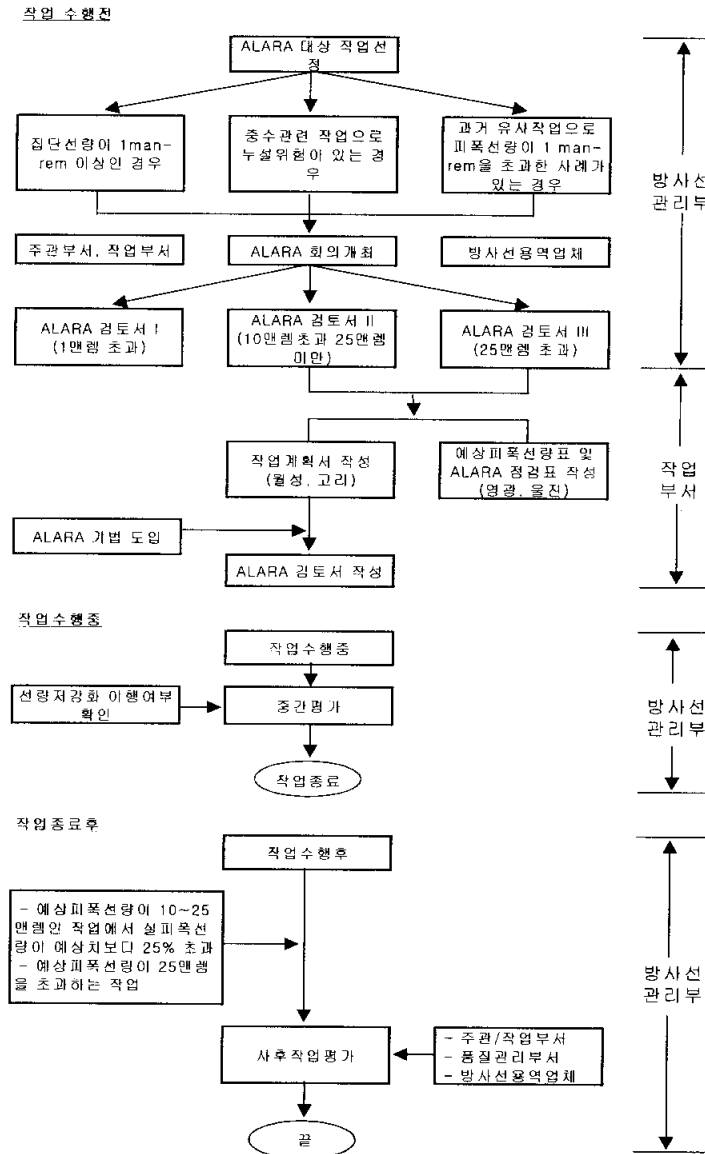 작업 수행전
ALARA 대상 작업선
정
집단선량이 1man-
rem 이상인 경우
중수관련 작업으로
누설위험아 있는 경
우
과거 유사작업으로
피폭선량이 1 man-
rem을 초과한 사례가
있는 경우
방사선
관리부
주관부서, 작업부서
ALARA 회의개최
방사선용역업체
ALARA 검토서 I
(1맨렘 초과)
ALARA 검토서 II
(10맨렘초과 25맨렘
미만)
ALARA 검토서 III
(25맨렘 초과)
작업계획서 작성
(월성, 고리)
예상피폭선량표 및
ALARA 점검표 작성
(영광, 울진)
작업
부서
ALARA 기법 도입
ALARA 검토서 작성
작업수행중
작업수행중
선량저감화 이행여부
확인
중간평가
방사선
관리부
작업종료
작업종료후
작업수행후
- 예상피폭선량이 10~25
맨렘인 작업에서 실피폭선
량이 예상치보다 25% 초과
- 예상피폭선량이 25맨렘
을 초과하는 작업
방사선
관리부
사후작업평가
- 주관/작업부서
- 품질관리부서
- 방사선용역업체
끝